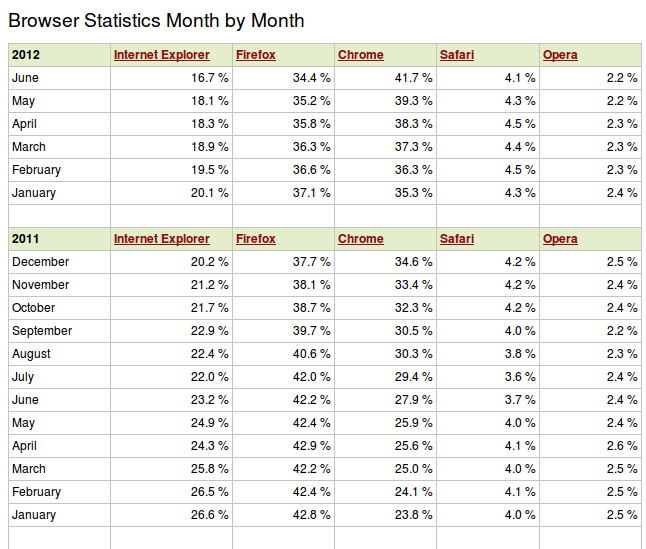 Browser Statistics Month by Month
2012 Internet Explorer Firefox Chrome Safari Opera
June 16.7 % 34.4 % 41.7 % 4.1 % 2.2 %
May 18.1 % 35.2 % 39.3 % 4.3 % 2.2 %
April 18.3 % 35.8 % 38.3 % 4.5 % 2.3 %
March 18.9 % 36.3 % 37.3 % 4.4 % 2.3 %
February 19.5 % 36.6 % 36.3 % 4.5 % 2.3 %
January 20.1 % 37.1 % 35.3 % 4.3 % 2.4 %
2011 Internet Explorer Firefox Chrome Safari Opera
December 20.2 % 37.7 % 34.6 % 4.2 % 2.5 %
November 21.2 % 38.1 % 33.4 % 4.2 % 2.4 %
October 21.7 % 38.7 % 32.3 % 4.2 % 2.4 %
September 22.9 % 39.7 % 30.5 % 4.0 % 2.2 %
August 22.4 % 40.6 % 30.3 % 3.8 % 2.3 %
July 22.0 % 42.0 % 29.4 % 3.6 % 2.4 %
June 23.2 % 42.2 % 27.9 % 3.7 % 2.4 %
May 24.9 % 42.4 % 25.9 % 4.0 % 2.4 %
April 24.3 % 42.9 % 25.6 % 4.1 % 2.6 %
March 25.8 % 42.2 % 25.0 % 4.0 % 2.5 %
February 26.5 % 42.4 % 24.1 % 4.1 % 2.5 %
January 26.6 % 42.8 % 23.8 % 4.0 % 2.5 %